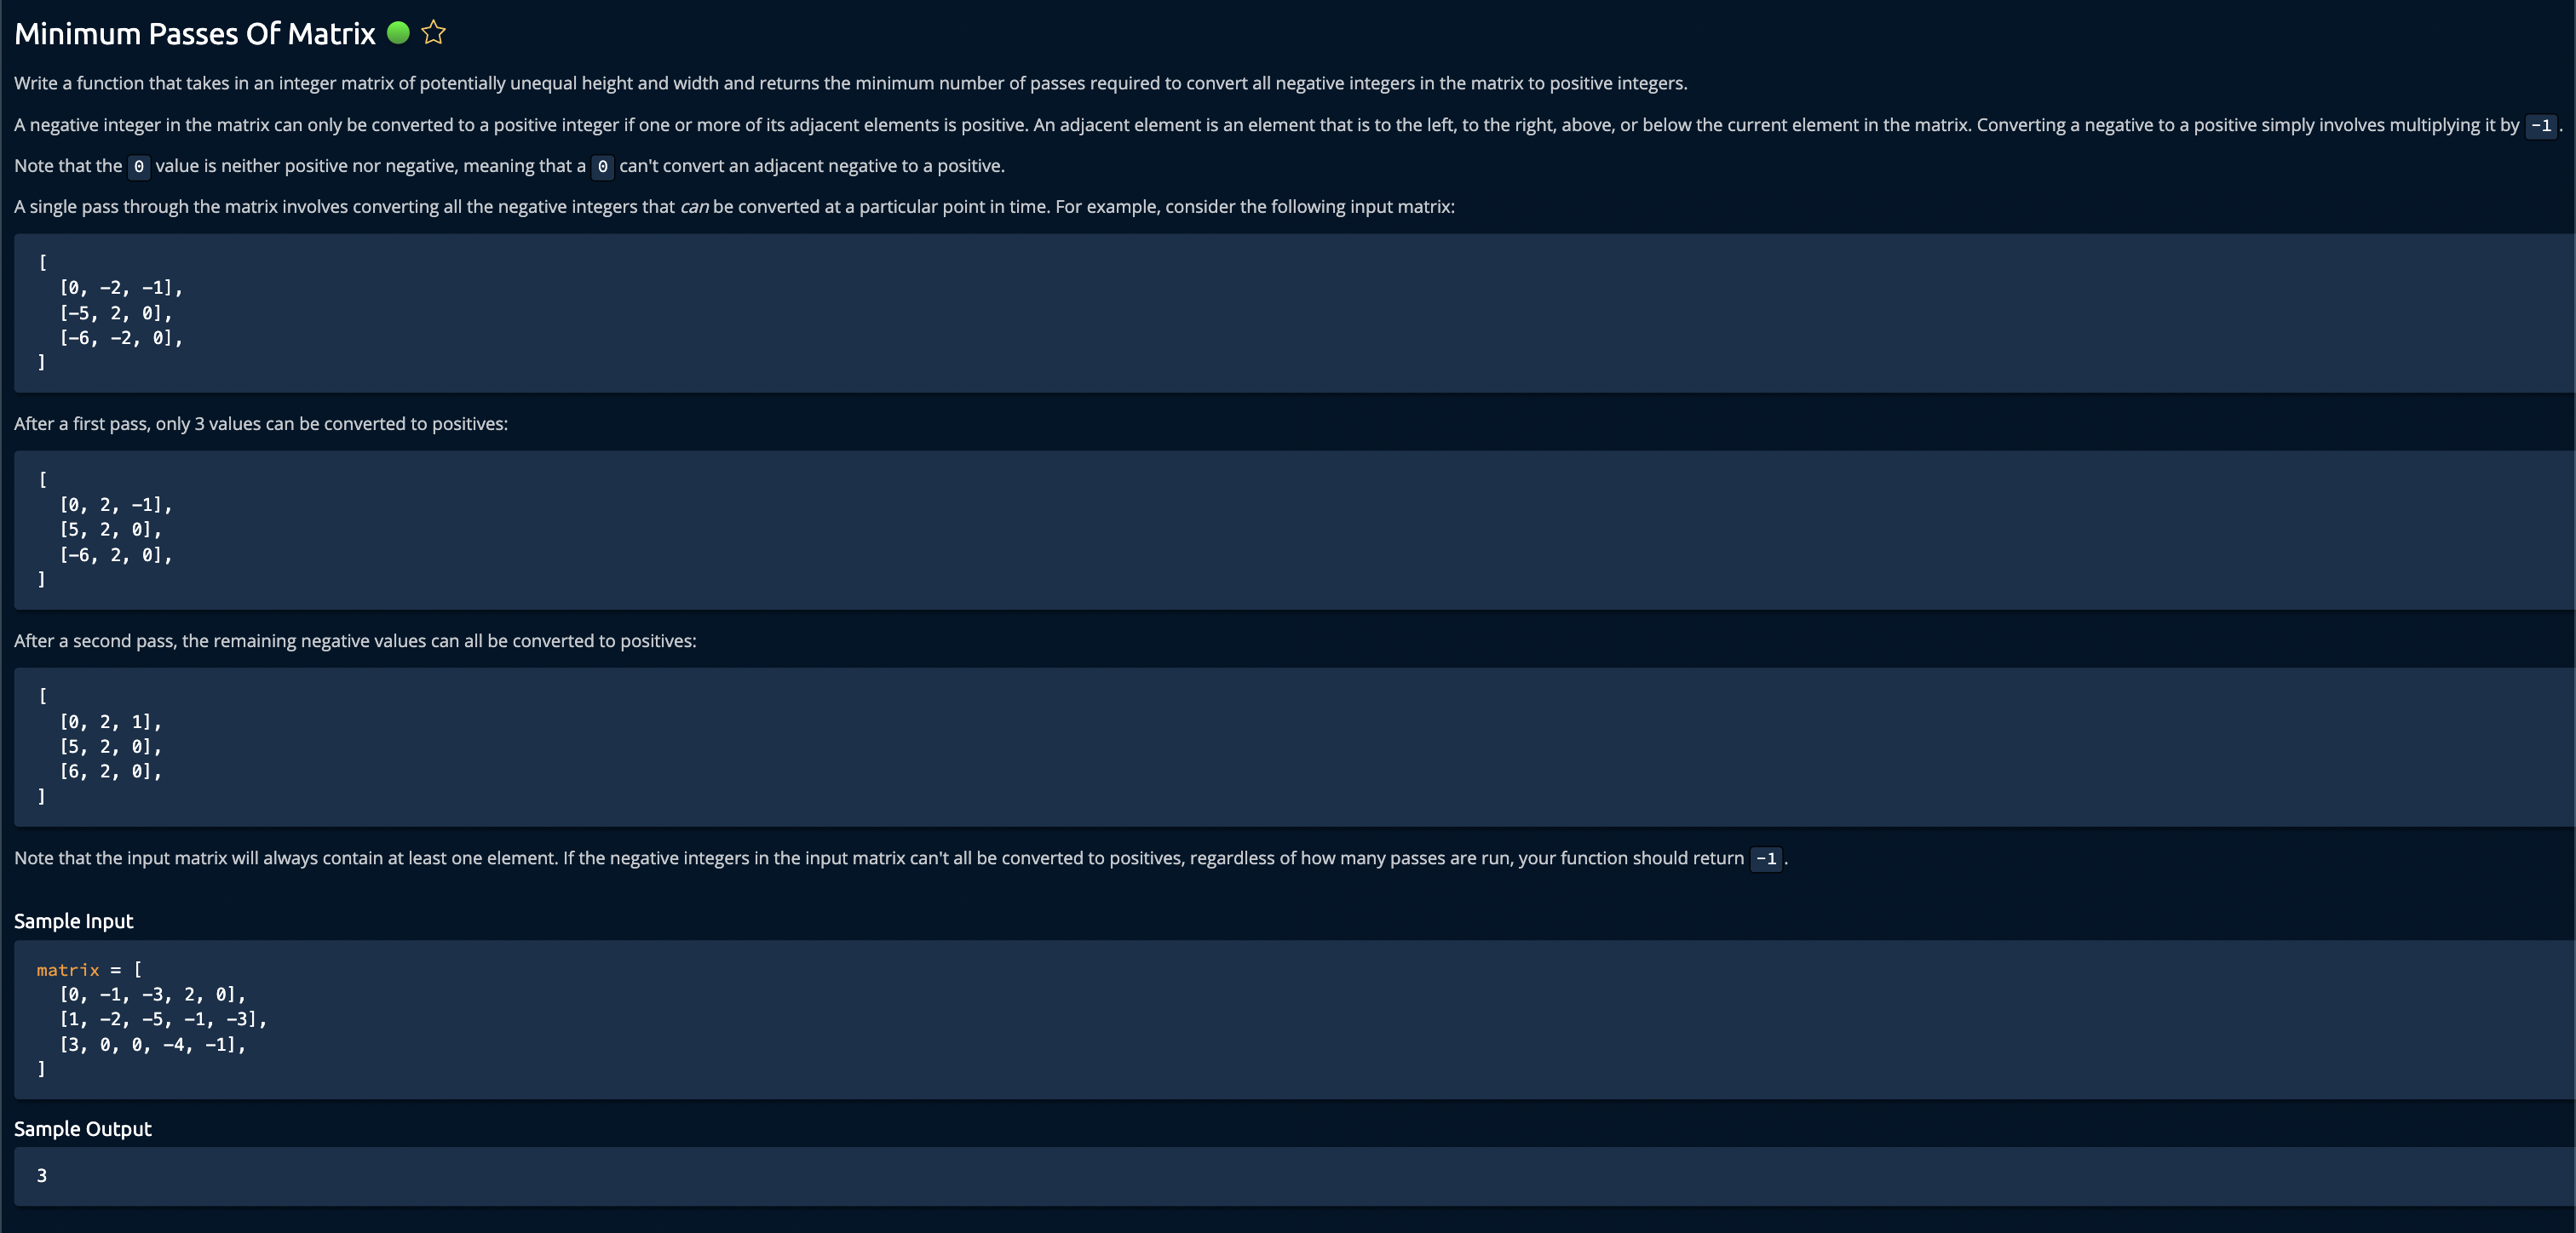 Minimum Passes Of Matrix
Write a function that takes in an integer matrix of potentially unequal height and width and returns the minimum number of passes required to convert all negative integers in the matrix to positive integers.
A negative integer in the matrix can only be converted to a positive integer if one or more of its adjacent elements is positive. An adjacent element is an element that is to the left, to the right, above, or below the current element in the matrix. Converting a negative to a positive simply involves multiplying it by -1.
Note that the 0 value is neither positive nor negative, meaning that a 0 can't convert an adjacent negative to a positive.
A single pass through the matrix involves converting all the negative integers that can be converted at a particular point in time. For example, consider the following input matrix:
[
[0, -2, -1],
[-5, 2, 0],
[-6, -2, 0],
]
After a first pass, only 3 values can be converted to positives:
[
[0, 2, -1],
[5, 2, 0],
[-6, 2, 0],
]
After a second pass, the remaining negative values can all be converted to positives:
[
[0, 2, 1],
[5, 2, 0],
[6, 2, 0],
]
Note that the input matrix will always contain at least one element. If the negative integers in the input matrix can't all be converted to positives, regardless of how many passes are run, your function should return -1.
Sample Input
matrix = [
[0, -1, -3, 2, 0],
[1, -2, -5, -1, -3],
[3, 0, 0, -4, -1],
]
Sample Output
3